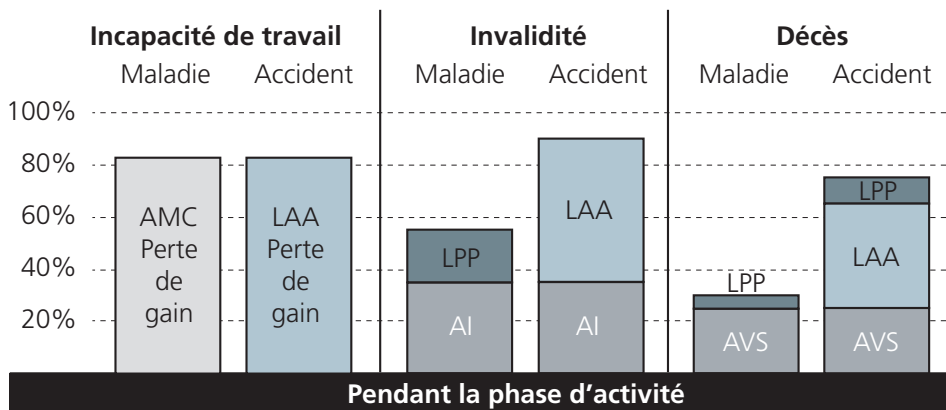 Incapacité de travail
Invalidité
Décès
Maladie Accident
Maladie Accident
Maladie Accident
100%
80%
60%
40%
20%
AMC
Perte
de
gain
LAA
Perte
de
gain
LPP
AI
LAA
AI
LPP
AVS
LPP
LAA
AVS
Pendant la phase d’activité